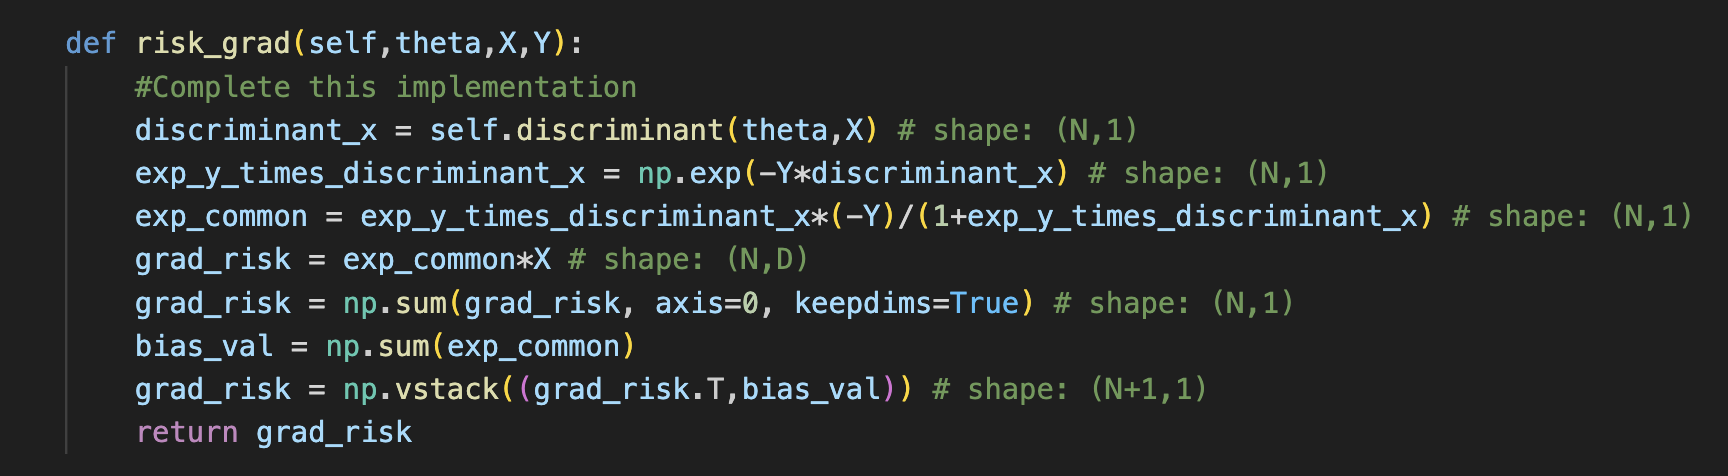 def risk_grad(self,theta,X,Y):
    #Complete this implementation
    discriminant_x = self.discriminant(theta,X) # shape: (N,1)
    exp_y_times_discriminant_x = np.exp(-Y*discriminant_x) # shape: (N,1)
    exp_common = exp_y_times_discriminant_x*(-Y)/(1+exp_y_times_discriminant_x) # shape: (N,1)
    grad_risk = exp_common*X # shape: (N,D)
    grad_risk = np.sum(grad_risk, axis=0, keepdims=True) # shape: (N,1)
    bias_val = np.sum(exp_common)
    grad_risk = np.vstack((grad_risk.T,bias_val)) # shape: (N+1,1)
    return grad_risk